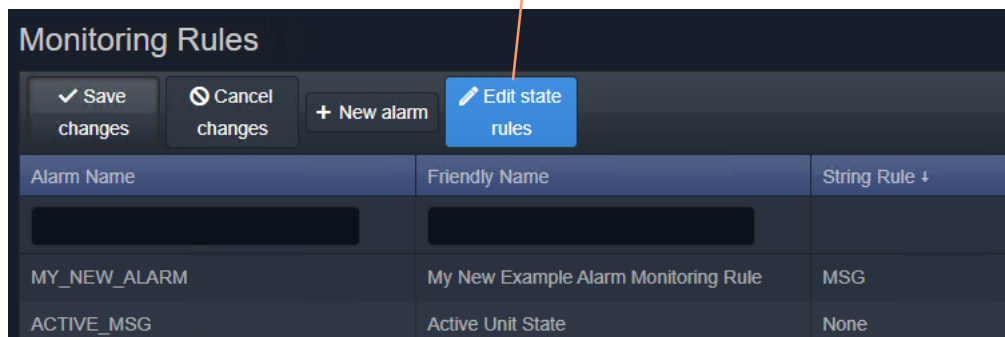 Monitoring Rules
Save changes
Cancel changes
+ New alarm
Edit state rules
Alarm Name Friendly Name String Rule ↓
MY_NEW_ALARM My New Example Alarm Monitoring Rule MSG
ACTIVE_MSG Active Unit State None